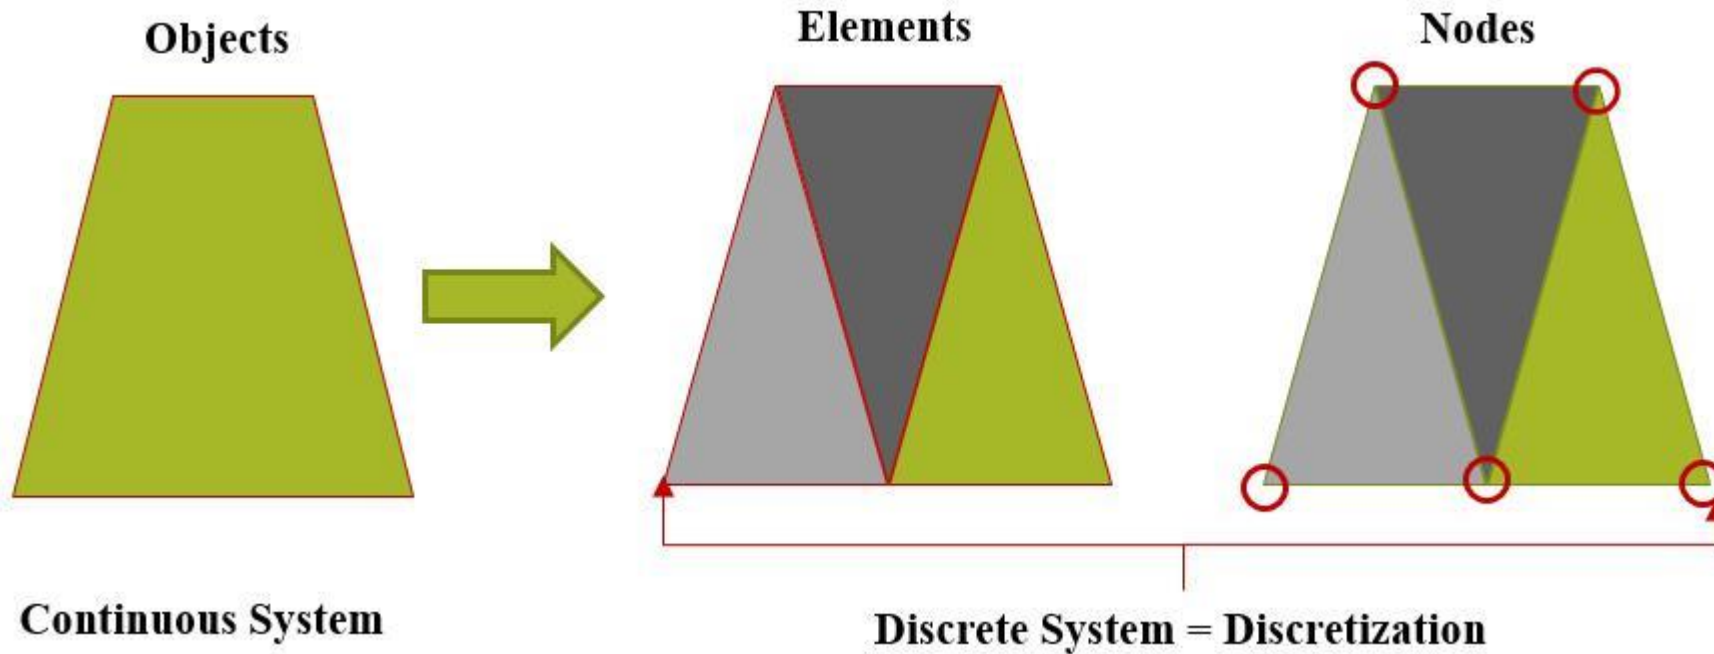 Objects
Elements
Nodes
Continuous System
Discrete System = Discretization